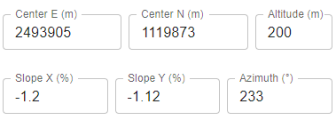 Center E (m) Center N (m) Altitude (m)
2493905 1119873 200
Slope X (%) Slope Y (%) Azimuth (°)
-1.2 -1.12 233